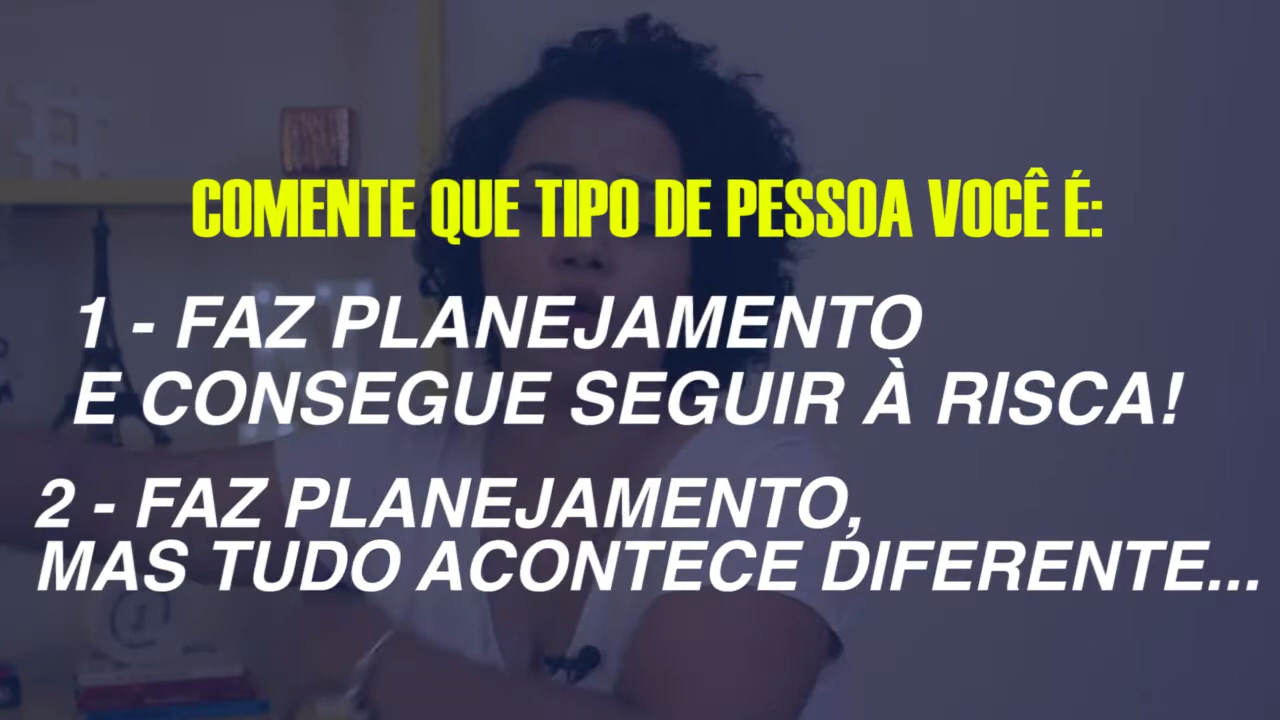 COMENTE QUE TIPO DE PESSOA VOCÊ É:
1 - FAZ PLANEJAMENTO
E CONSEGUE SEGUIR À RISCA!
2 - FAZ PLANEJAMENTO,
MAS TUDO ACONTECE DIFERENTE...